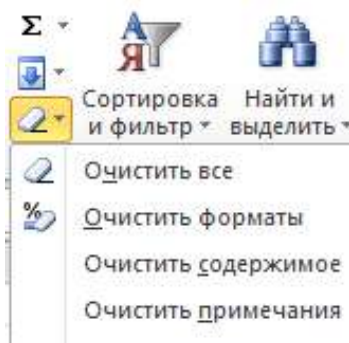 Σ
А
Я
Сортировка
и фильтр
Найти и
выделить
Очистить все
%
Очистить форматы
Очистить содержимое
Очистить примечания